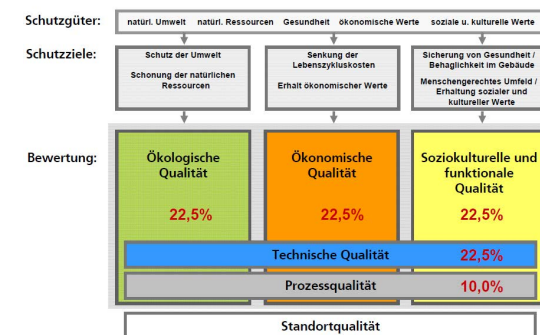 Schutzgüter: natürl. Umwelt natürl. Ressourcen Gesundheit ökonomische Werte soziale u. kulturelle Werte
Schutzziele:
Schutz der Umwelt
Schonung der natürlichen
Ressourcen
Senkung der
Lebenszykluskosten
Erhalt ökonomischer Werte
Sicherung von Gesundheit /
Behaglichkeit im Gebäude
Menschengerechtes Umfeld /
Erhaltung sozialer und
kultureller Werte
Bewertung:
Ökologische
Qualität
22,5%
Ökonomische
Qualität
22,5%
Soziokulturelle und
funktionale
Qualität
22,5%
Technische Qualität 22,5%
Prozessqualität 10,0%
Standortqualität